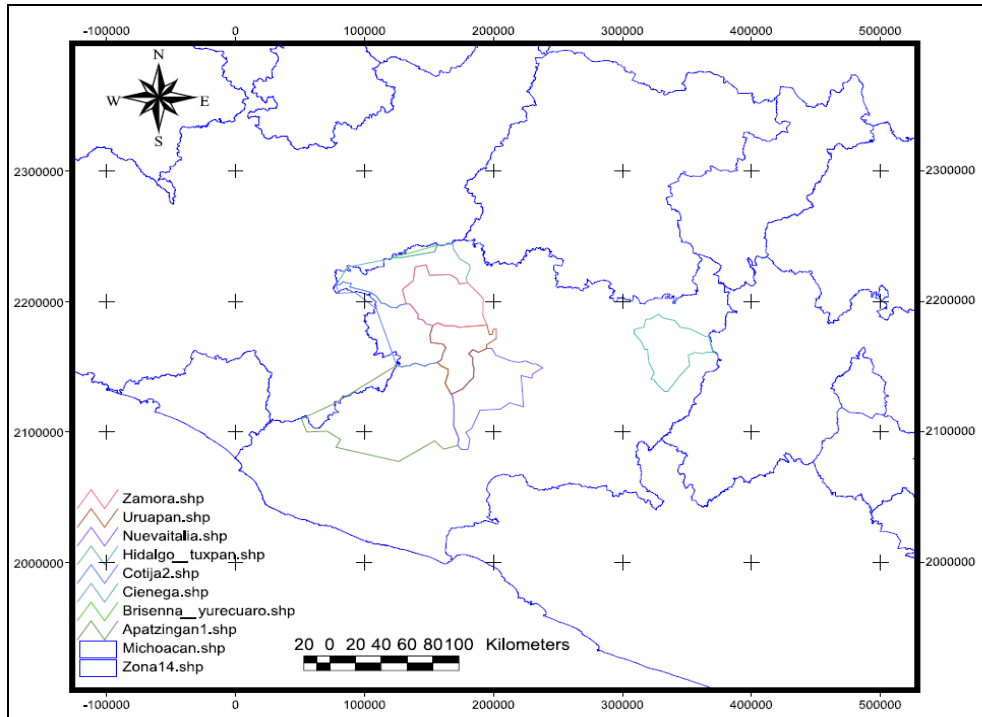 -100000 0 100000 200000 300000 400000 500000
N
W E
S
2300000 2300000
2200000 2200000
2100000 2100000
Zamora.shp
Uruapan.shp
Nuevaitalia.shp
Hidalgo__tuxpan.shp
2000000 2000000
Cotija2.shp
Cienega.shp
Brisenna__yurecuaro.shp
Apatzingan1.shp
Michoacan.shp
Zona14.shp
20 0 20 40 60 80 100 Kilometers
-100000 0 100000 200000 300000 400000 500000